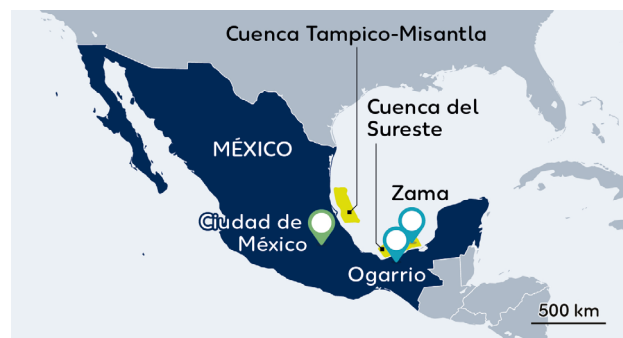 Cuenca Tampico-Misantla
Cuenca del
Sureste
MÉXICO
Zama
Ciudad de
México
Ogarrio
500 km